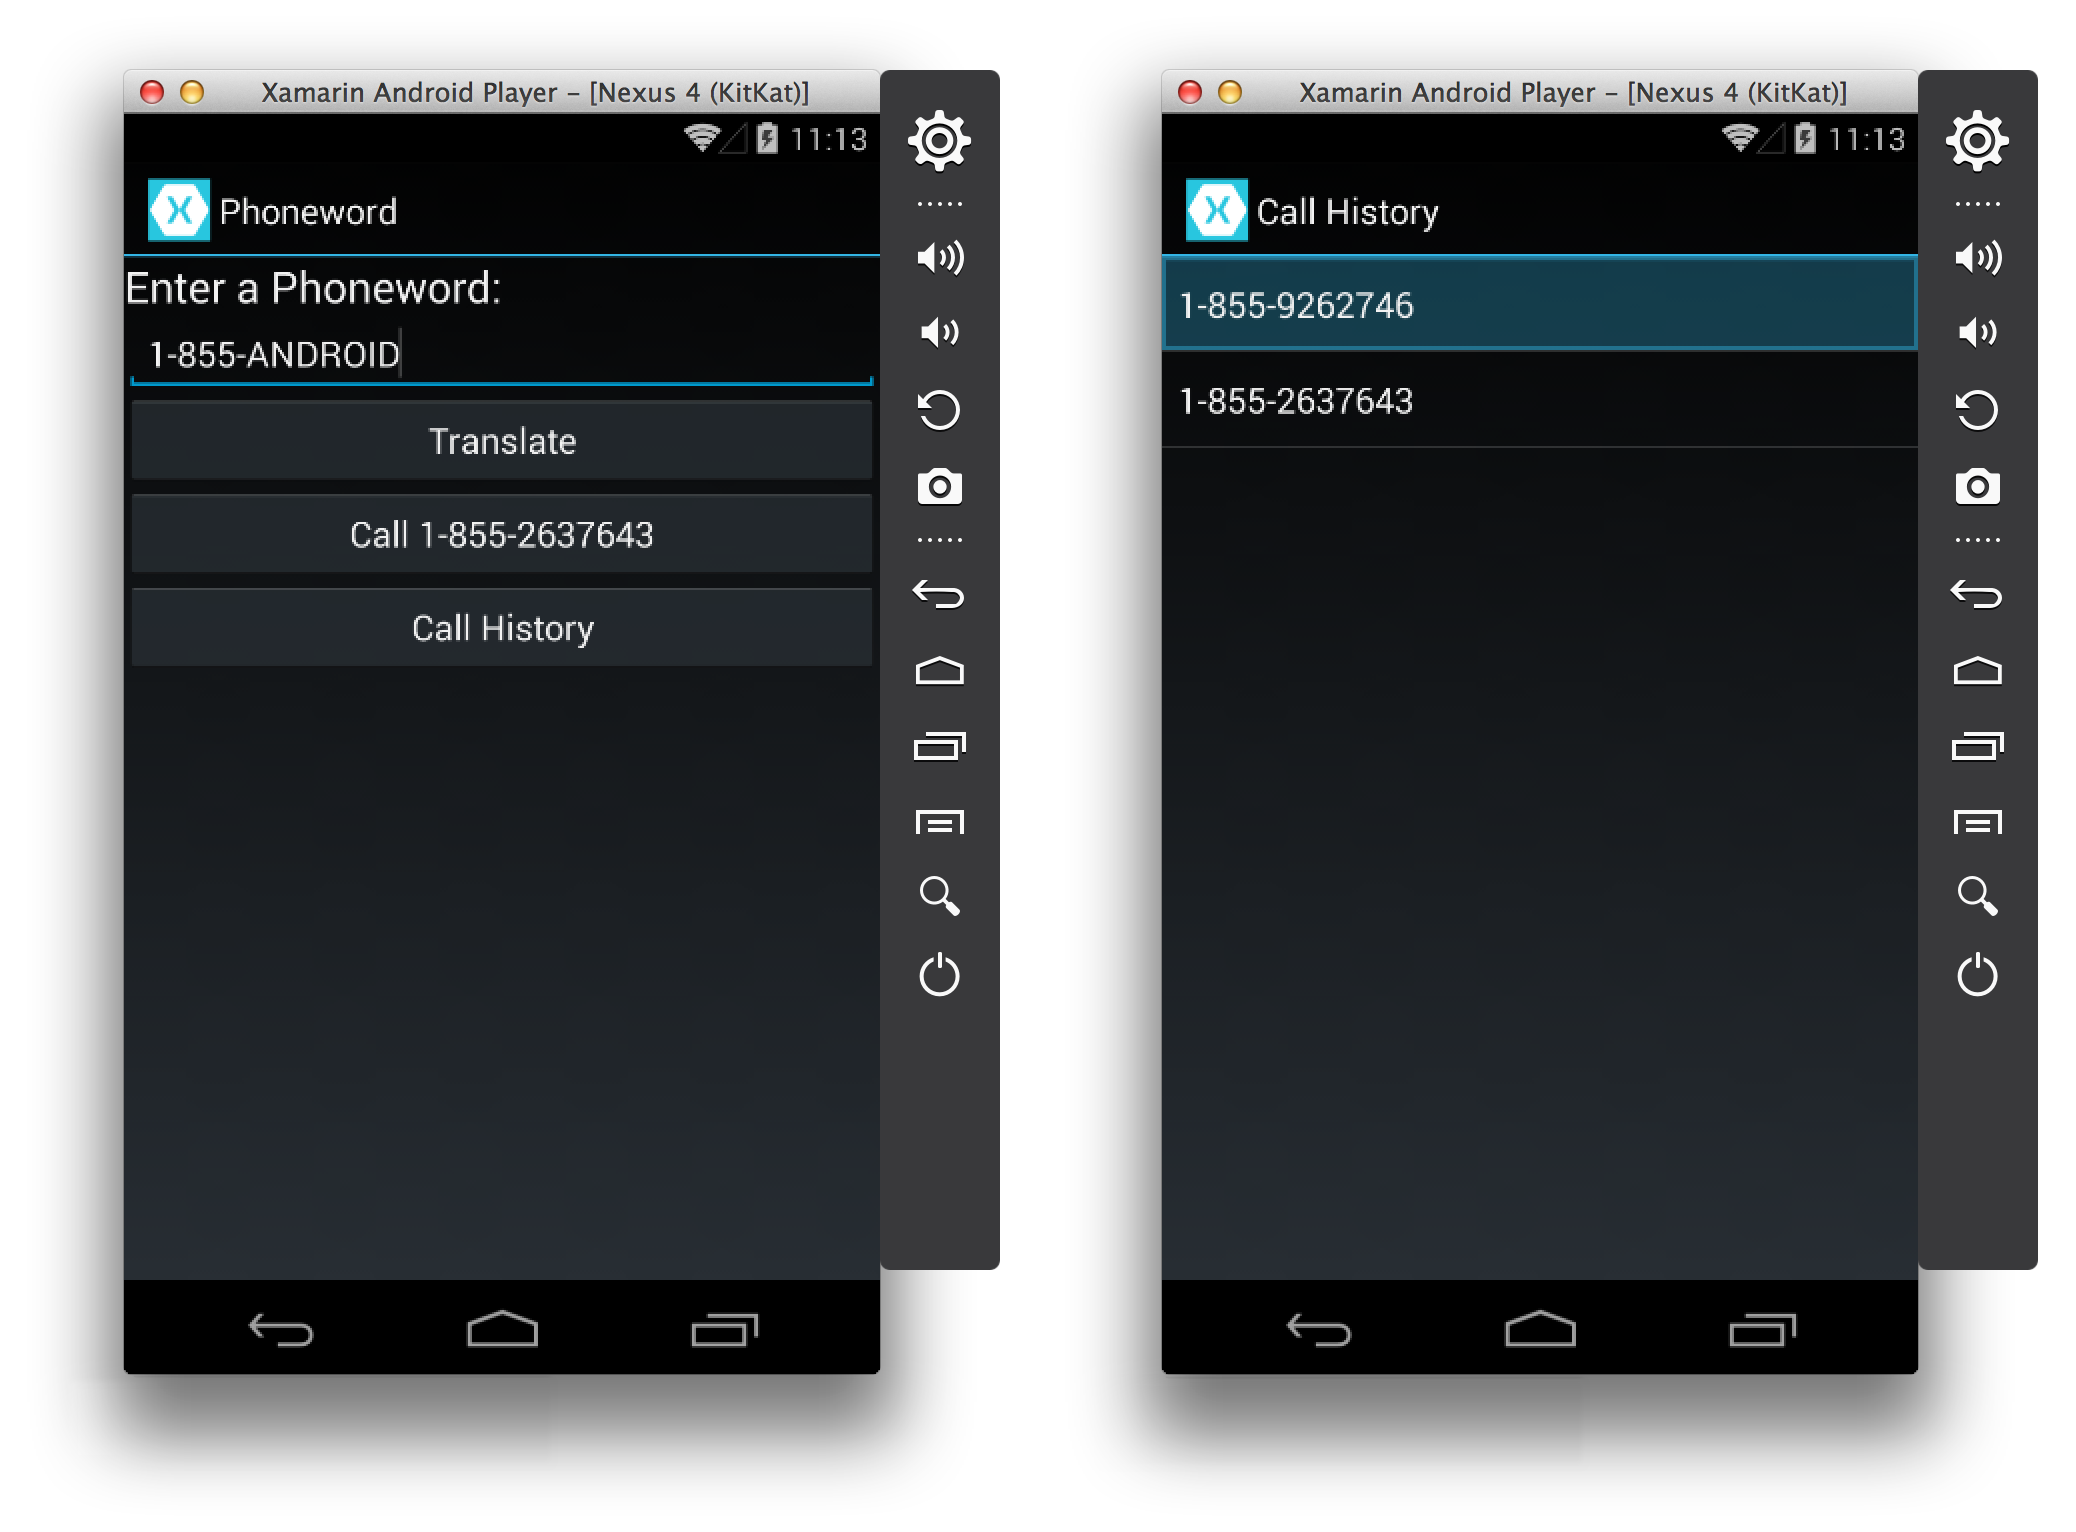 Xamarin Android Player – [Nexus 4 (KitKat)]
11:13
Phoneword
Enter a Phoneword:
1-855-ANDROID
Translate
Call 1-855-2637643
Call History
Xamarin Android Player – [Nexus 4 (KitKat)]
11:13
Call History
1-855-9262746
1-855-2637643